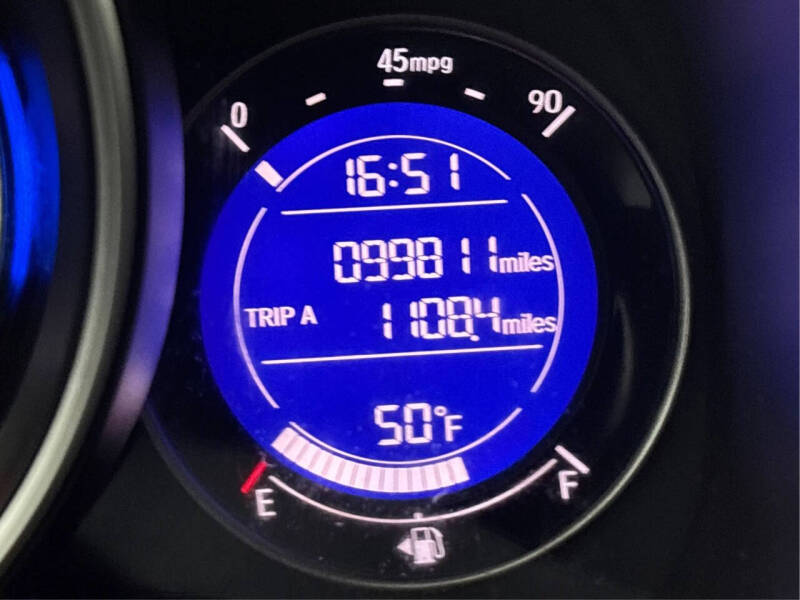 45mpg
0 90
16:51
099811miles
TRIP A 1108.4miles
50°F
E F